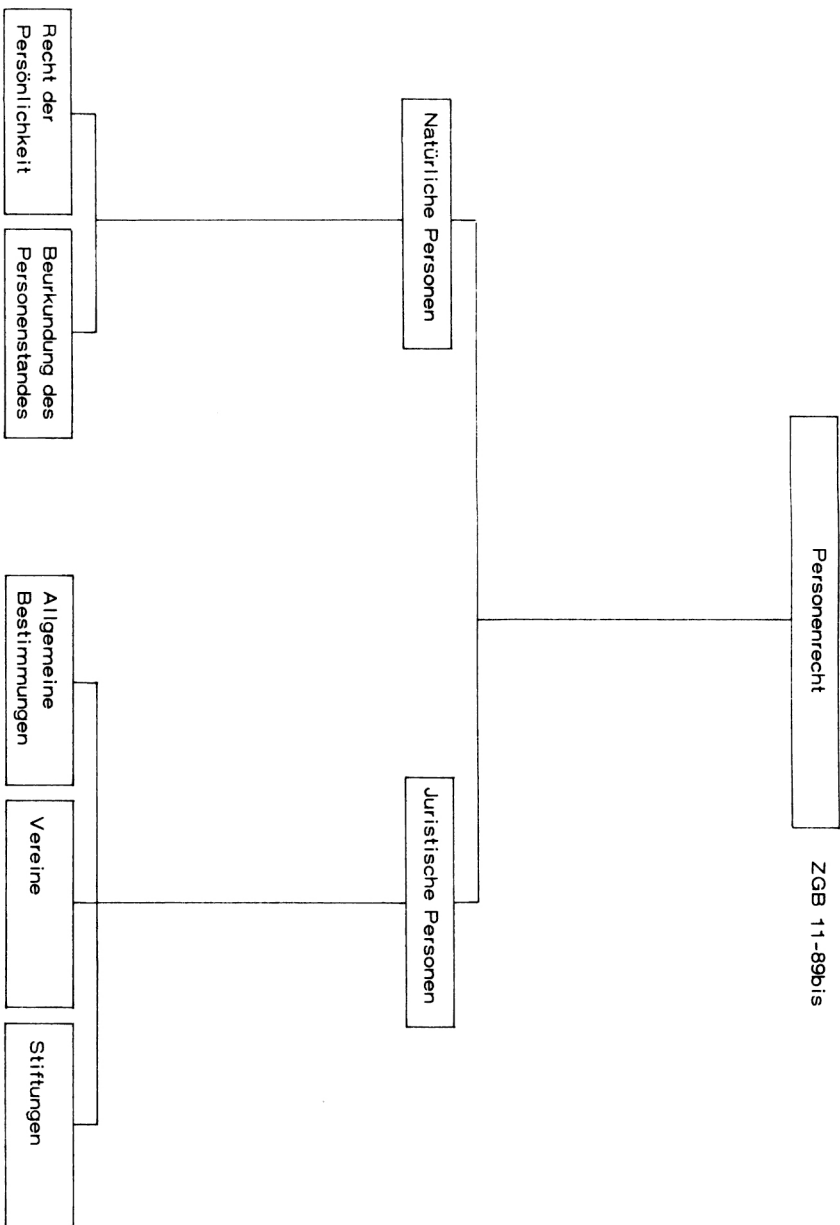 Personenrecht
ZGB 11-89bis
Natürliche Personen
Juristische Personen
Recht der
Persönlichkeit
Beurkundung des
Personenstandes
Allgemeine
Bestimmungen
Vereine
Stiftungen